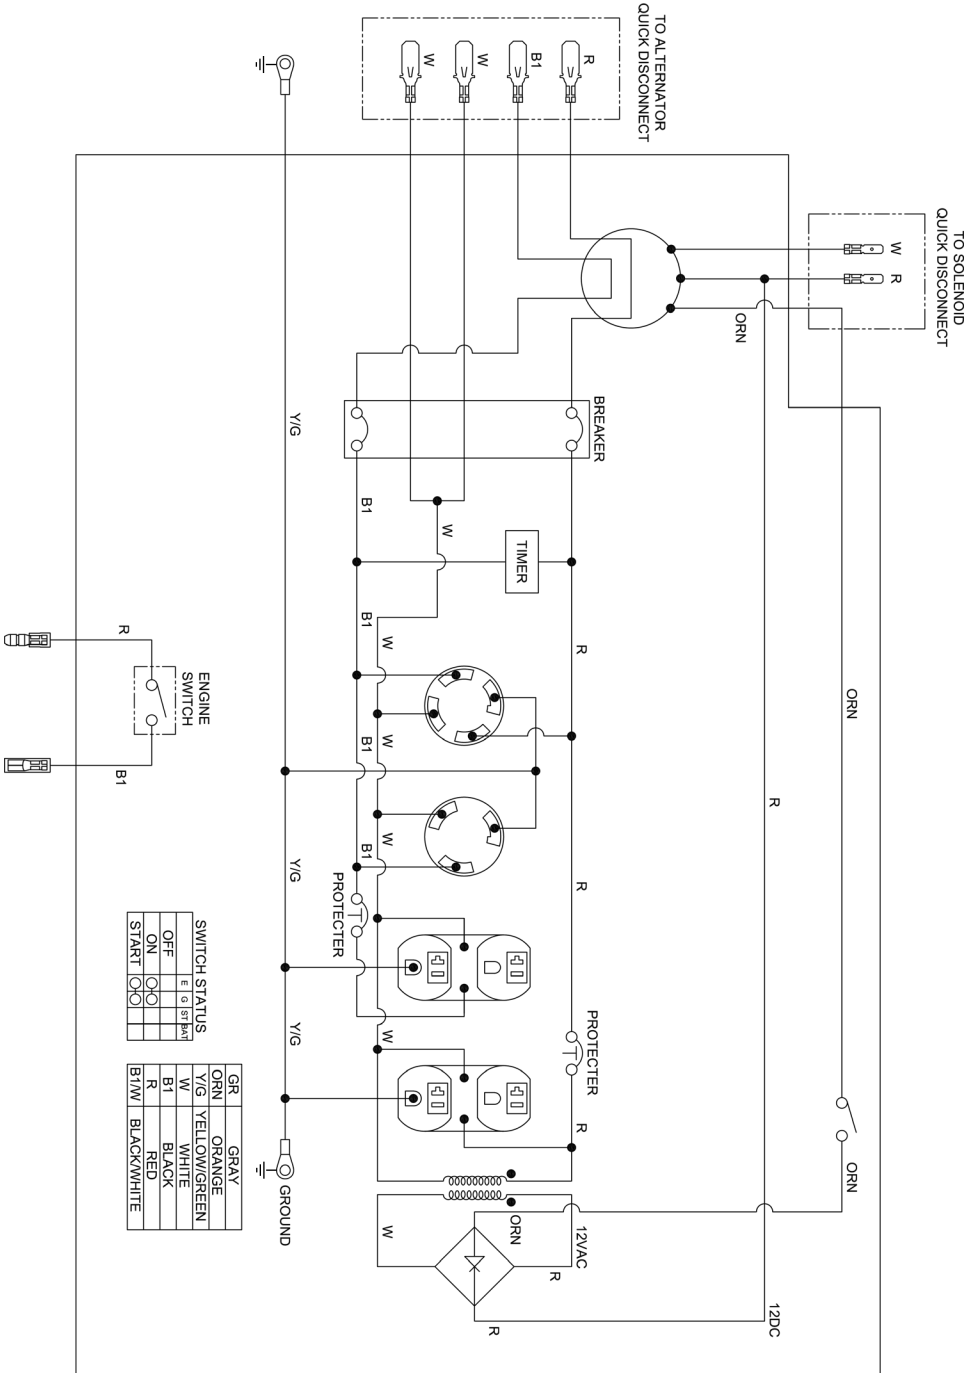 TO ALTERNATOR
QUICK DISCONNECT
R
B1
W
W
TO SOLENOID
QUICK DISCONNECT
W
R
ORN
BREAKER
Y/G
B1
W
TIMER
B1
W
R
ORN
R
ENGINE
SWITCH
R
B1
B1
W
B1
W
R
Y/G
PROTECTER
PROTECTER
Y/G
W
R
ORN
GROUND
W
ORN
12VAC
R
R
12DC
SWITCH STATUS
E G ST BAT
OFF
ON
START
GR GRAY
ORN ORANGE
Y/G YELLOW/GREEN
W WHITE
B1 BLACK
R RED
B1/W BLACK/WHITE